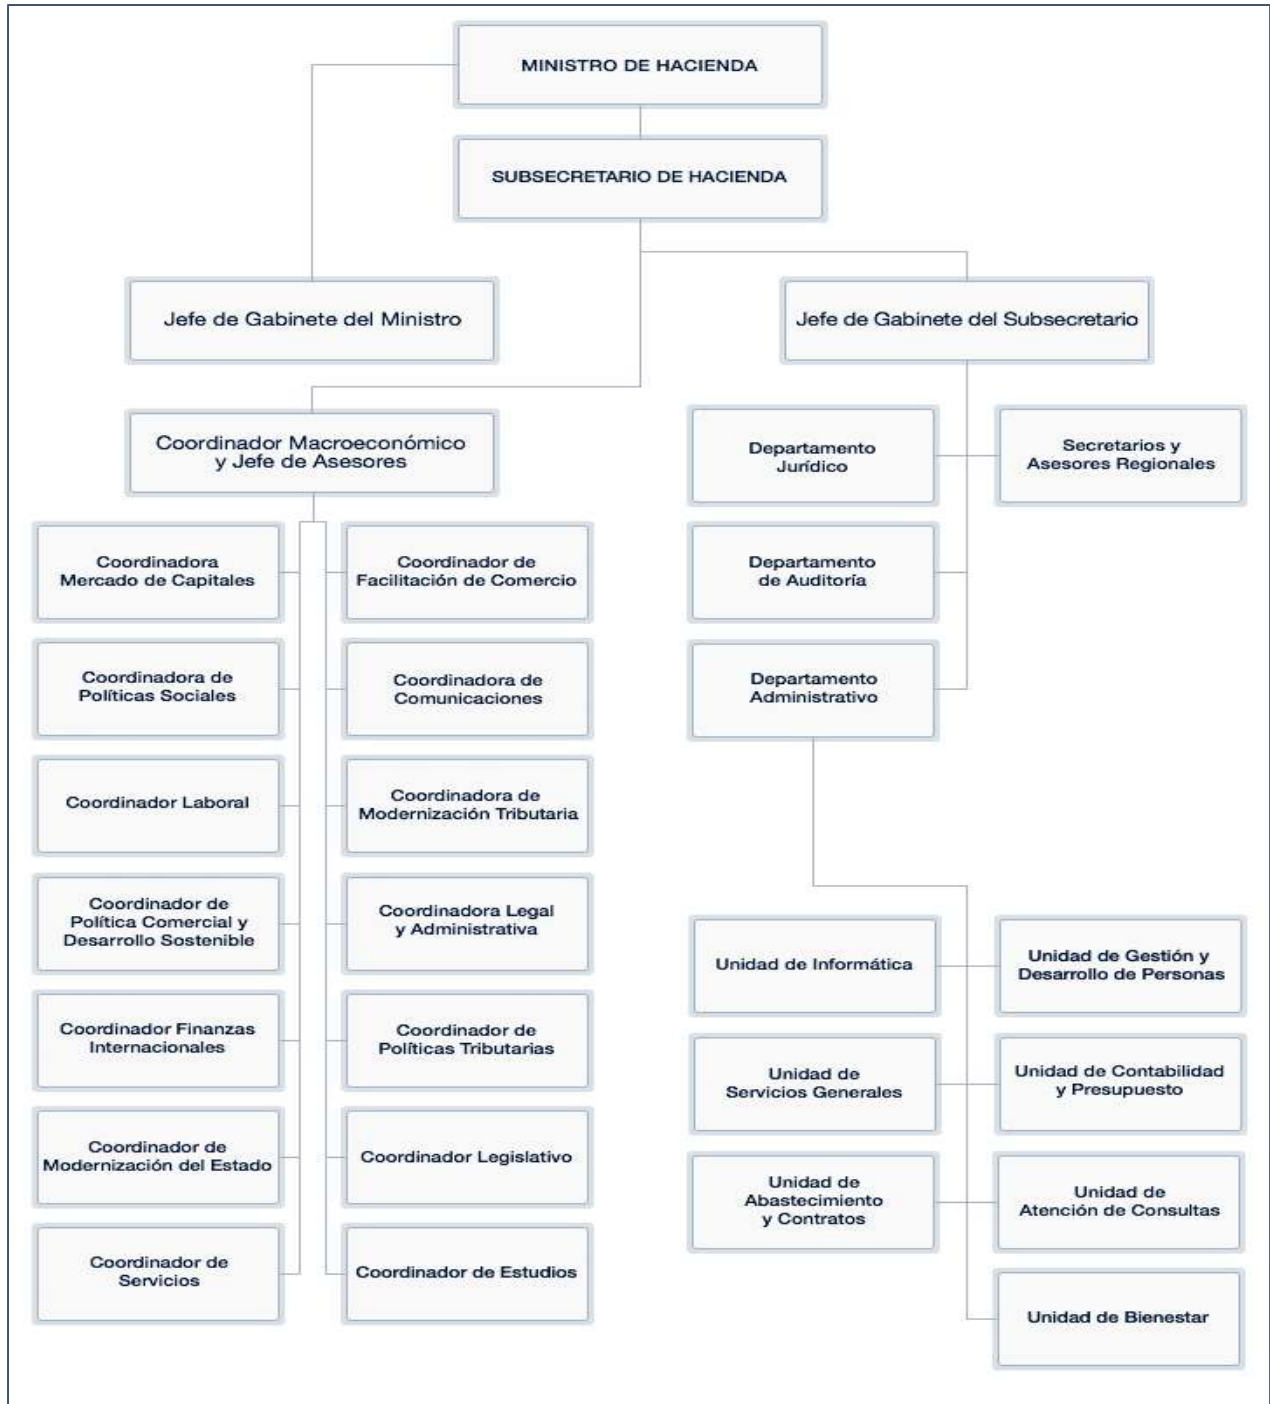 MINISTRO DE HACIENDA
SUBSECRETARIO DE HACIENDA
Jefe de Gabinete del Ministro
Jefe de Gabinete del Subsecretario
Coordinador Macroeconómico
y Jefe de Asesores
Coordinadora
Mercado de Capitales
Coordinador de
Facilitación de Comercio
Coordinadora de
Políticas Sociales
Coordinadora de
Comunicaciones
Coordinador Laboral
Coordinadora de
Modernización Tributaria
Coordinador de
Política Comercial y
Desarrollo Sostenible
Coordinadora Legal
y Administrativa
Coordinador Finanzas
Internacionales
Coordinador de
Políticas Tributarias
Coordinador de
Modernización del Estado
Coordinador Legislativo
Coordinador de
Servicios
Coordinador de Estudios
Departamento
Jurídico
Secretarios y
Asesores Regionales
Departamento
de Auditoría
Departamento
Administrativo
Unidad de Informática
Unidad de Gestión y
Desarrollo de Personas
Unidad de
Servicios Generales
Unidad de Contabilidad
y Presupuesto
Unidad de
Abastecimiento
y Contratos
Unidad de
Atención de Consultas
Unidad de Bienestar